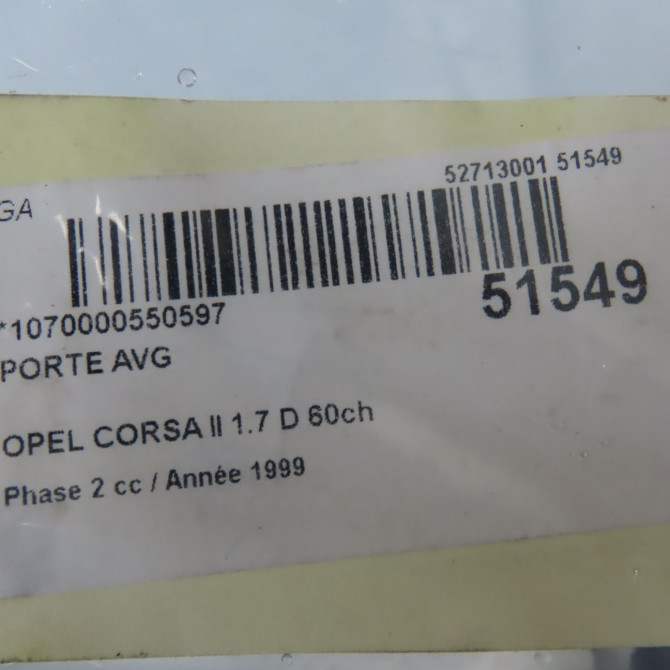 52713001 51549
GA
51549
*1070000550597
PORTE AVG
OPEL CORSA II 1.7 D 60ch
Phase 2 cc / Année 1999